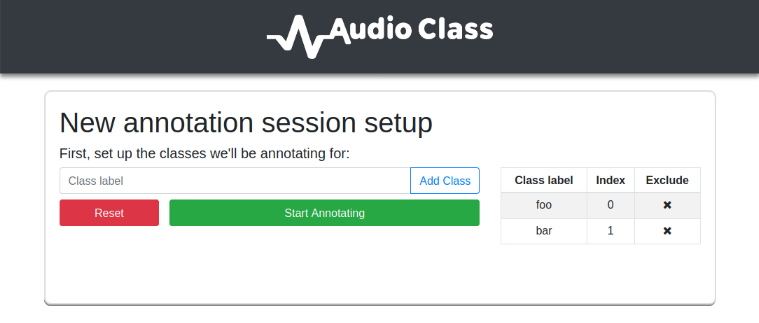 Audio Class
New annotation session setup
First, set up the classes we'll be annotating for:
Class label
Add Class
Reset
Start Annotating
Class label Index Exclude
foo 0 ✖
bar 1 ✖